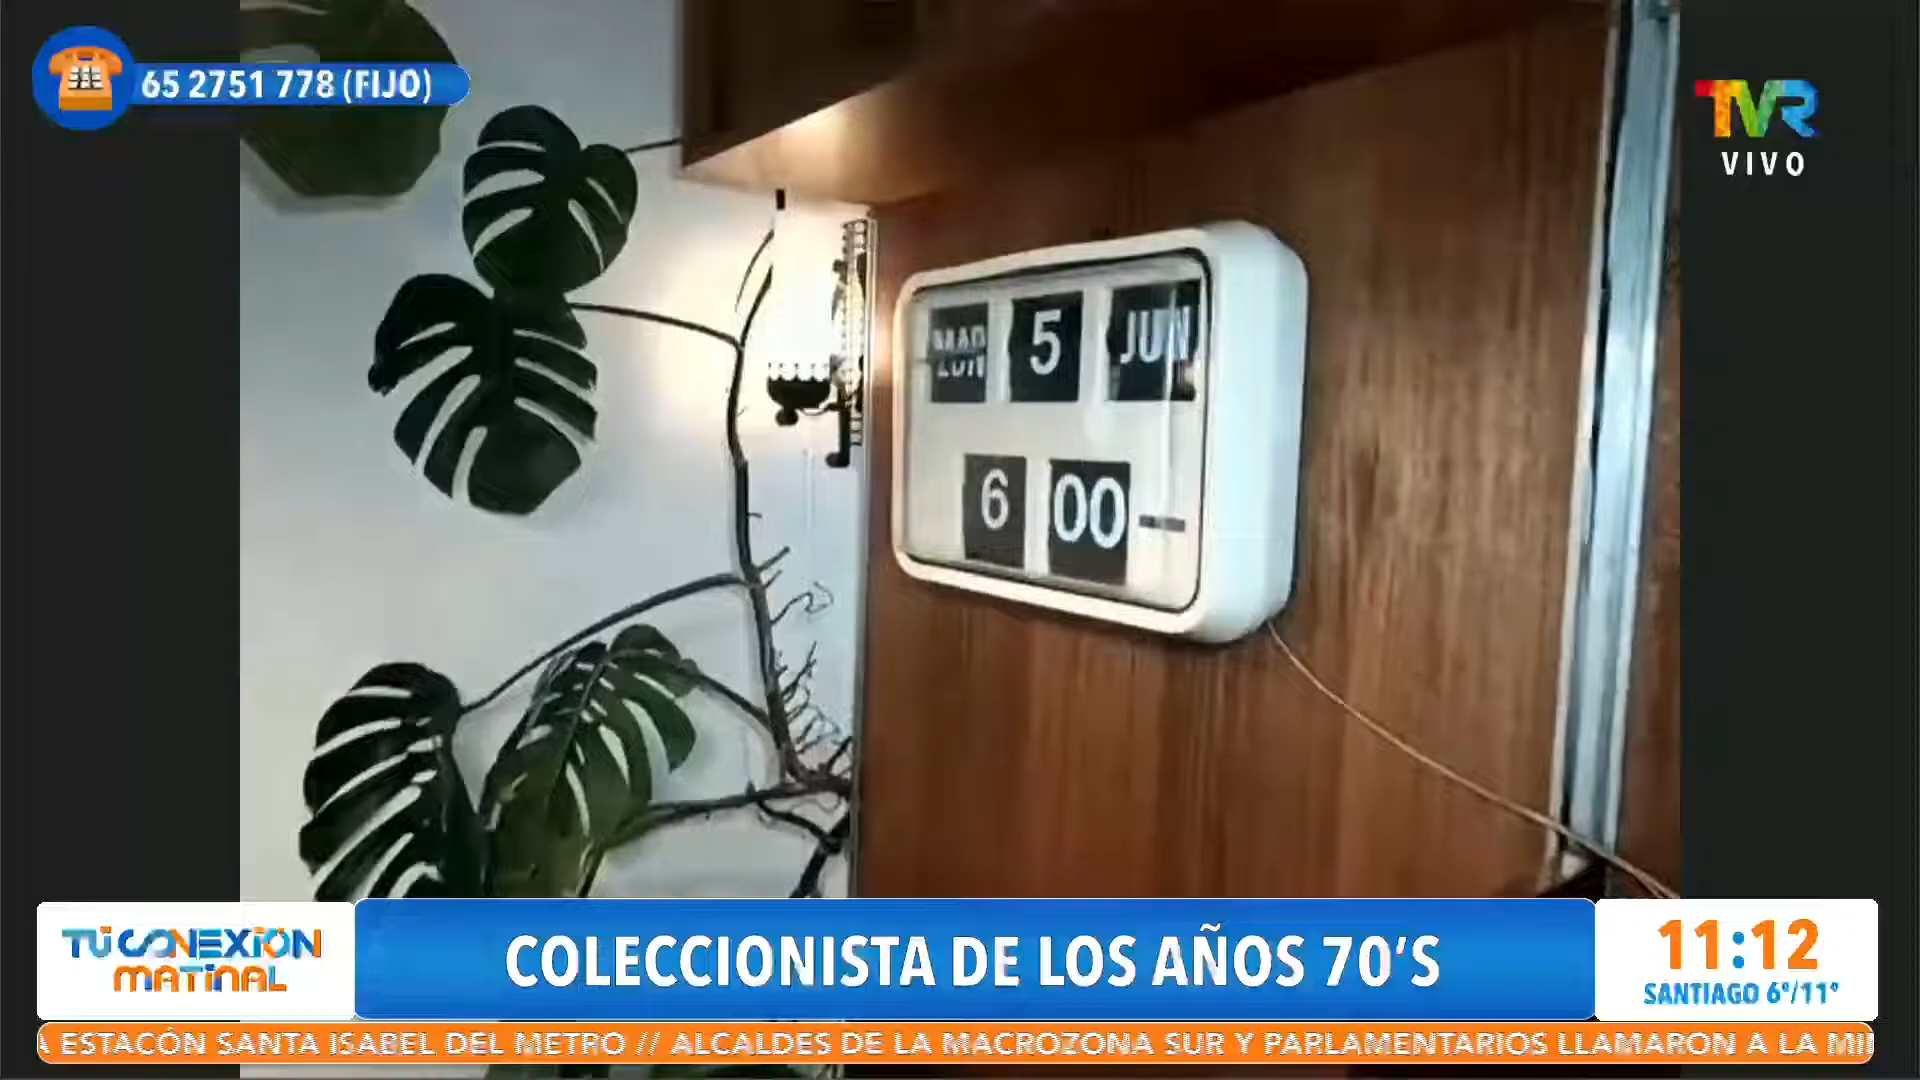 65 2751 778 (FIJO)
TVR
VIVO
5 JUN
6 00
TÚ CONEXIÓN
MATINAL
COLECCIONISTA DE LOS AÑOS 70'S
11:12
SANTIAGO 6°/11°
ESTACÓN SANTA ISABEL DEL METRO // ALCALDES DE LA MACROZONA SUR Y PARLAMENTARIOS LLAMARON A LA